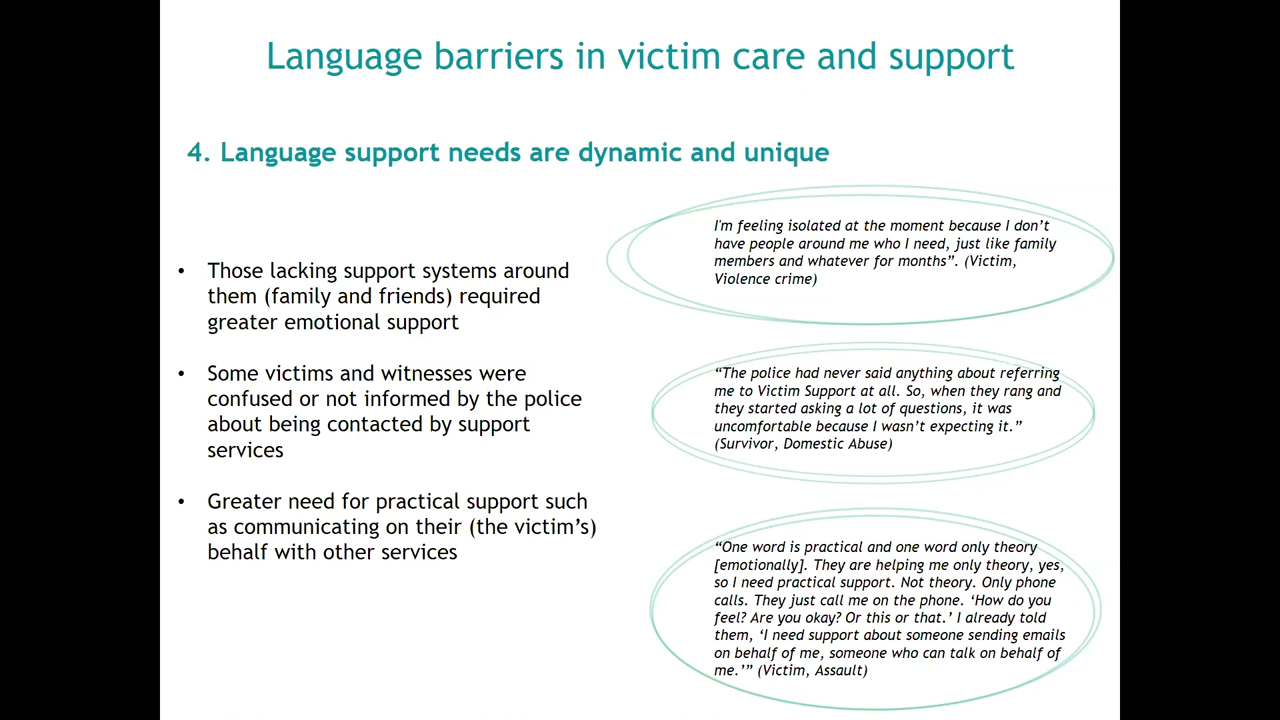 Language barriers in victim care and support
4. Language support needs are dynamic and unique
• Those lacking support systems around
them (family and friends) required
greater emotional support
• Some victims and witnesses were
confused or not informed by the police
about being contacted by support
services
• Greater need for practical support such
as communicating on their (the victim’s)
behalf with other services
I'm feeling isolated at the moment because I don’t
have people around me who I need, just like family
members and whatever for months”. (Victim,
Violence crime)
“The police had never said anything about referring
me to Victim Support at all. So, when they rang and
they started asking a lot of questions, it was
uncomfortable because I wasn’t expecting it.”
(Survivor, Domestic Abuse)
“One word is practical and one word only theory
[emotionally]. They are helping me only theory, yes,
so I need practical support. Not theory. Only phone
calls. They just call me on the phone. ‘How do you
feel? Are you okay? Or this or that.’ I already told
them, ‘I need support about someone sending emails
on behalf of me, someone who can talk on behalf of
me.’” (Victim, Assault)